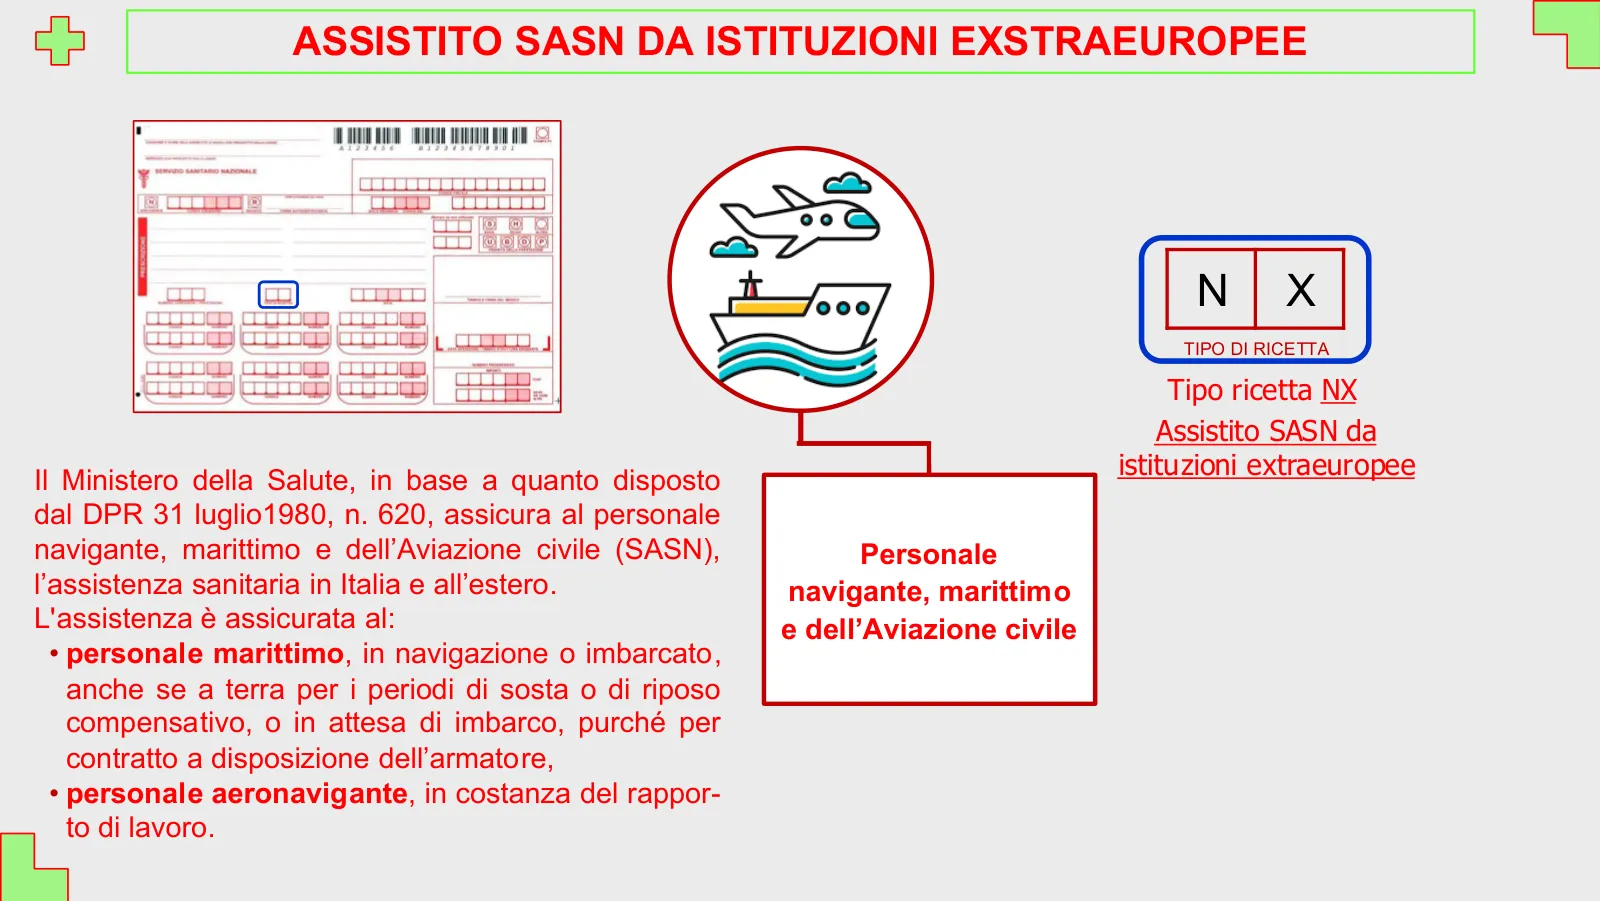 ASSISTITO SASN DA ISTITUZIONI EXSTRAEUROPEE
A123456 A12345678901
SERVIZIO SANITARIO NAZIONALE
N R
S H
U B D P
PRESCRIZIONE
N X
TIPO DI RICETTA
Tipo ricetta NX
Assistito SASN da
istituzioni extraeuropee
Il Ministero della Salute, in base a quanto disposto
dal DPR 31 luglio1980, n. 620, assicura al personale
navigante, marittimo e dell’Aviazione civile (SASN),
l’assistenza sanitaria in Italia e all’estero.
L'assistenza è assicurata al:
• personale marittimo, in navigazione o imbarcato,
anche se a terra per i periodi di sosta o di riposo
compensativo, o in attesa di imbarco, purché per
contratto a disposizione dell’armatore,
• personale aeronavigante, in costanza del rappor-
to di lavoro.
Personale
navigante, marittimo
e dell’Aviazione civile